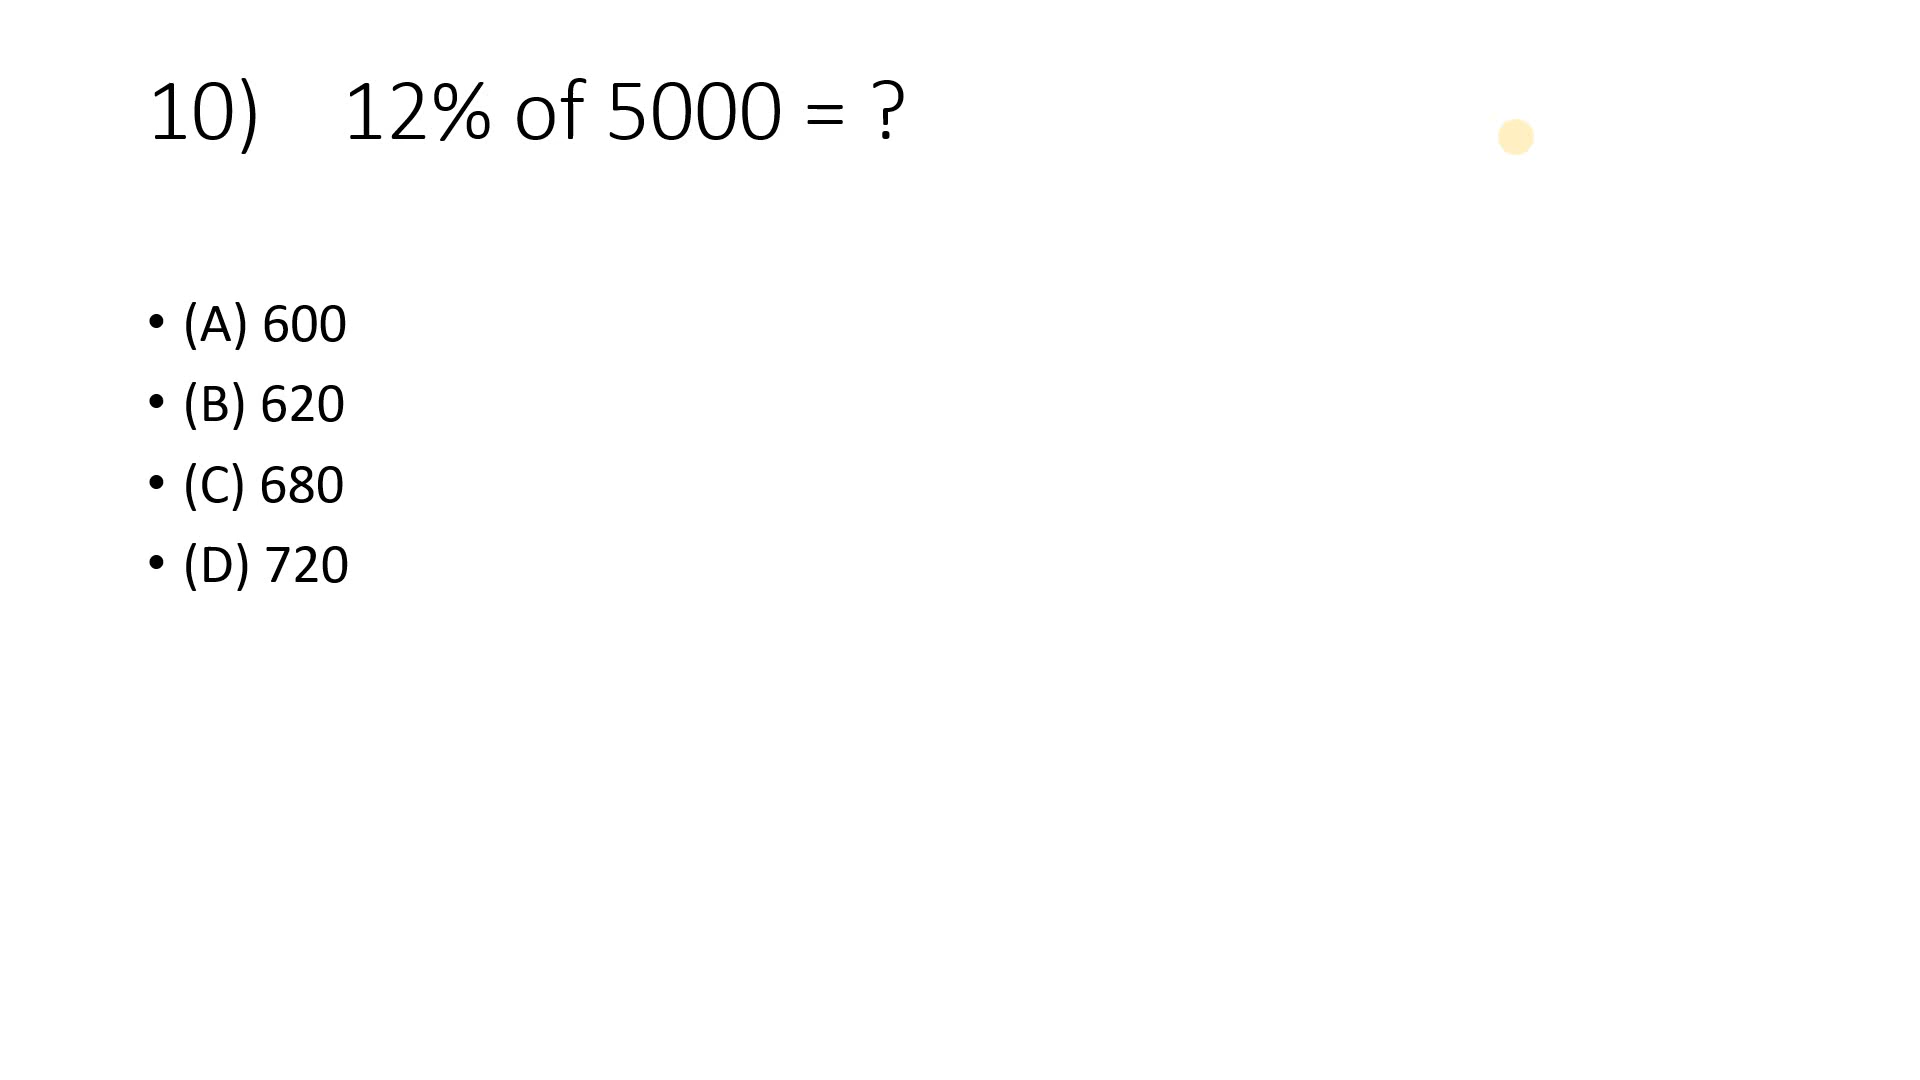 10) 12% of 5000 = ?
• (A) 600
• (B) 620
• (C) 680
• (D) 720